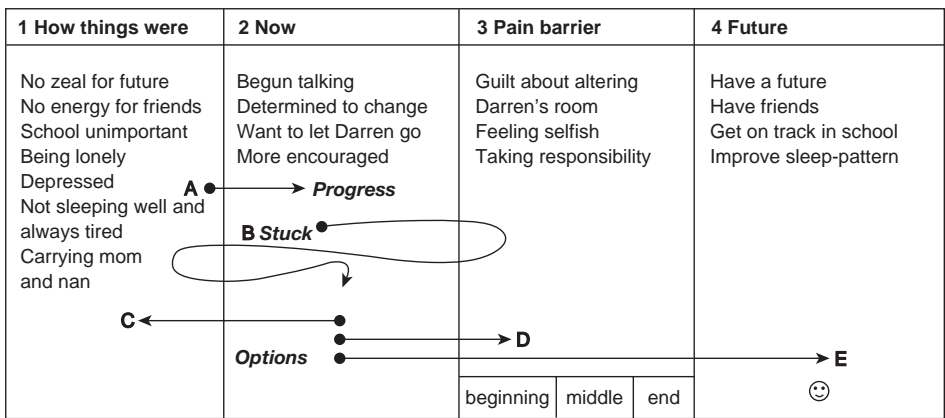 1 How things were
2 Now
3 Pain barrier
4 Future
No zeal for future
No energy for friends
School unimportant
Being lonely
Depressed
Not sleeping well and
always tired
Carrying mom
and nan
Begun talking
Determined to change
Want to let Darren go
More encouraged
Guilt about altering
Darren's room
Feeling selfish
Taking responsibility
Have a future
Have friends
Get on track in school
Improve sleep-pattern
A
Progress
B Stuck
C
D
Options
E
beginning
middle
end